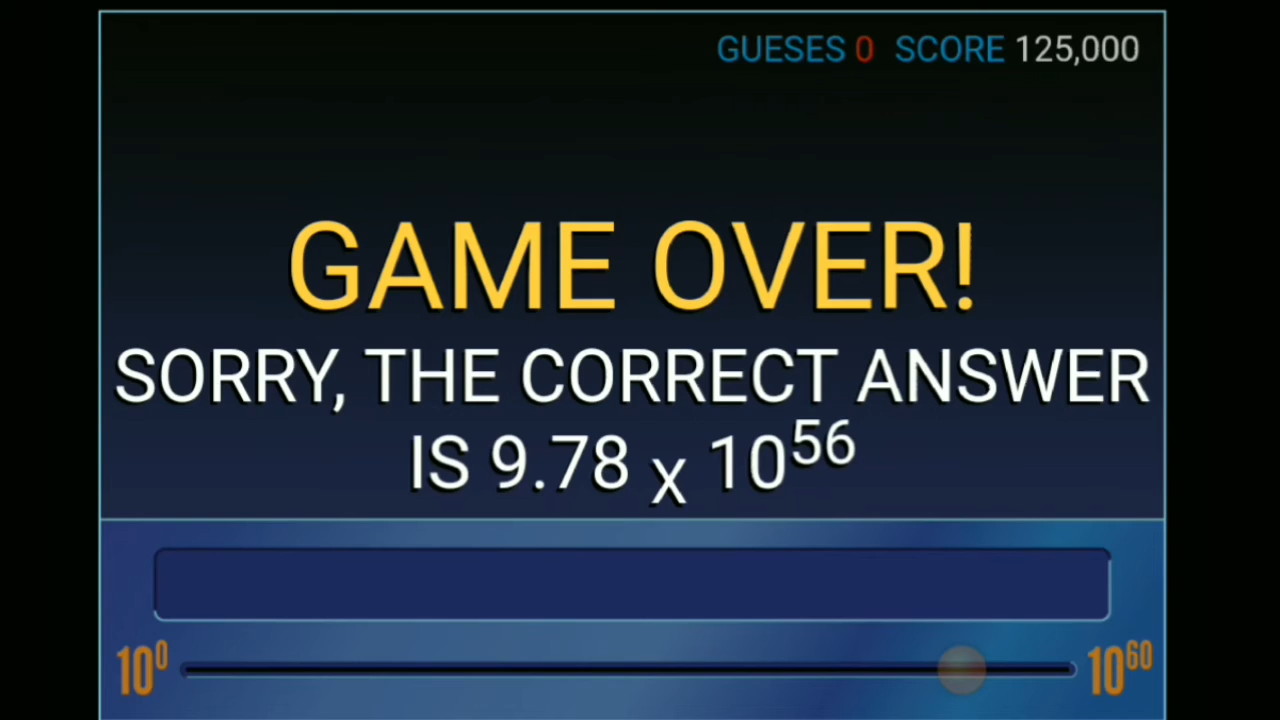 GUESES 0 SCORE 125,000
GAME OVER!
SORRY, THE CORRECT ANSWER
IS 9.78 x 10⁵⁶
10⁰ 10⁶⁰